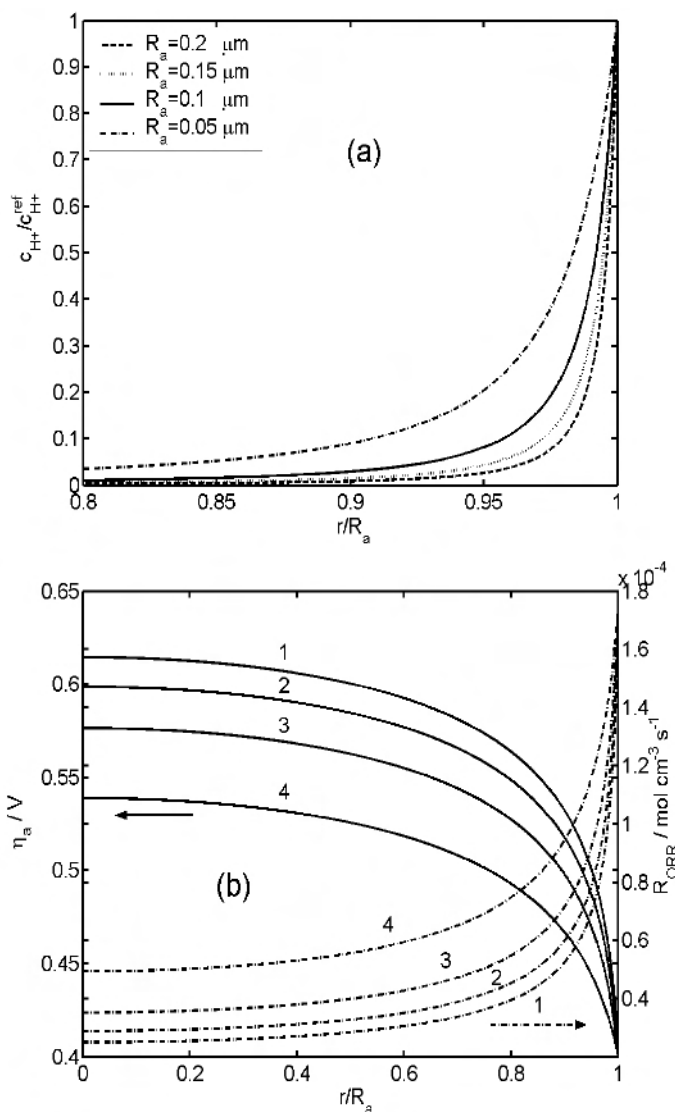 1
0.9
0.8
0.7
0.6
0.5
0.4
0.3
0.2
0.1
0
R_a=0.2 μm
R_a=0.15 μm
R_a=0.1 μm
R_a=0.05 μm
(a)
c_H+/c_H+^ref
0.8 0.85 0.9 0.95 1
r/R_a
x 10^-4
0.65
0.6
0.55
0.5
0.45
0.4
η_a / V
1
2
3
4
(b)
4
3
2
1
1.8
1.6
1.4
1.2
1
0.8
0.6
0.4
R_ORR / mol cm^-3 s^-1
0 0.2 0.4 0.6 0.8 1
r/R_a